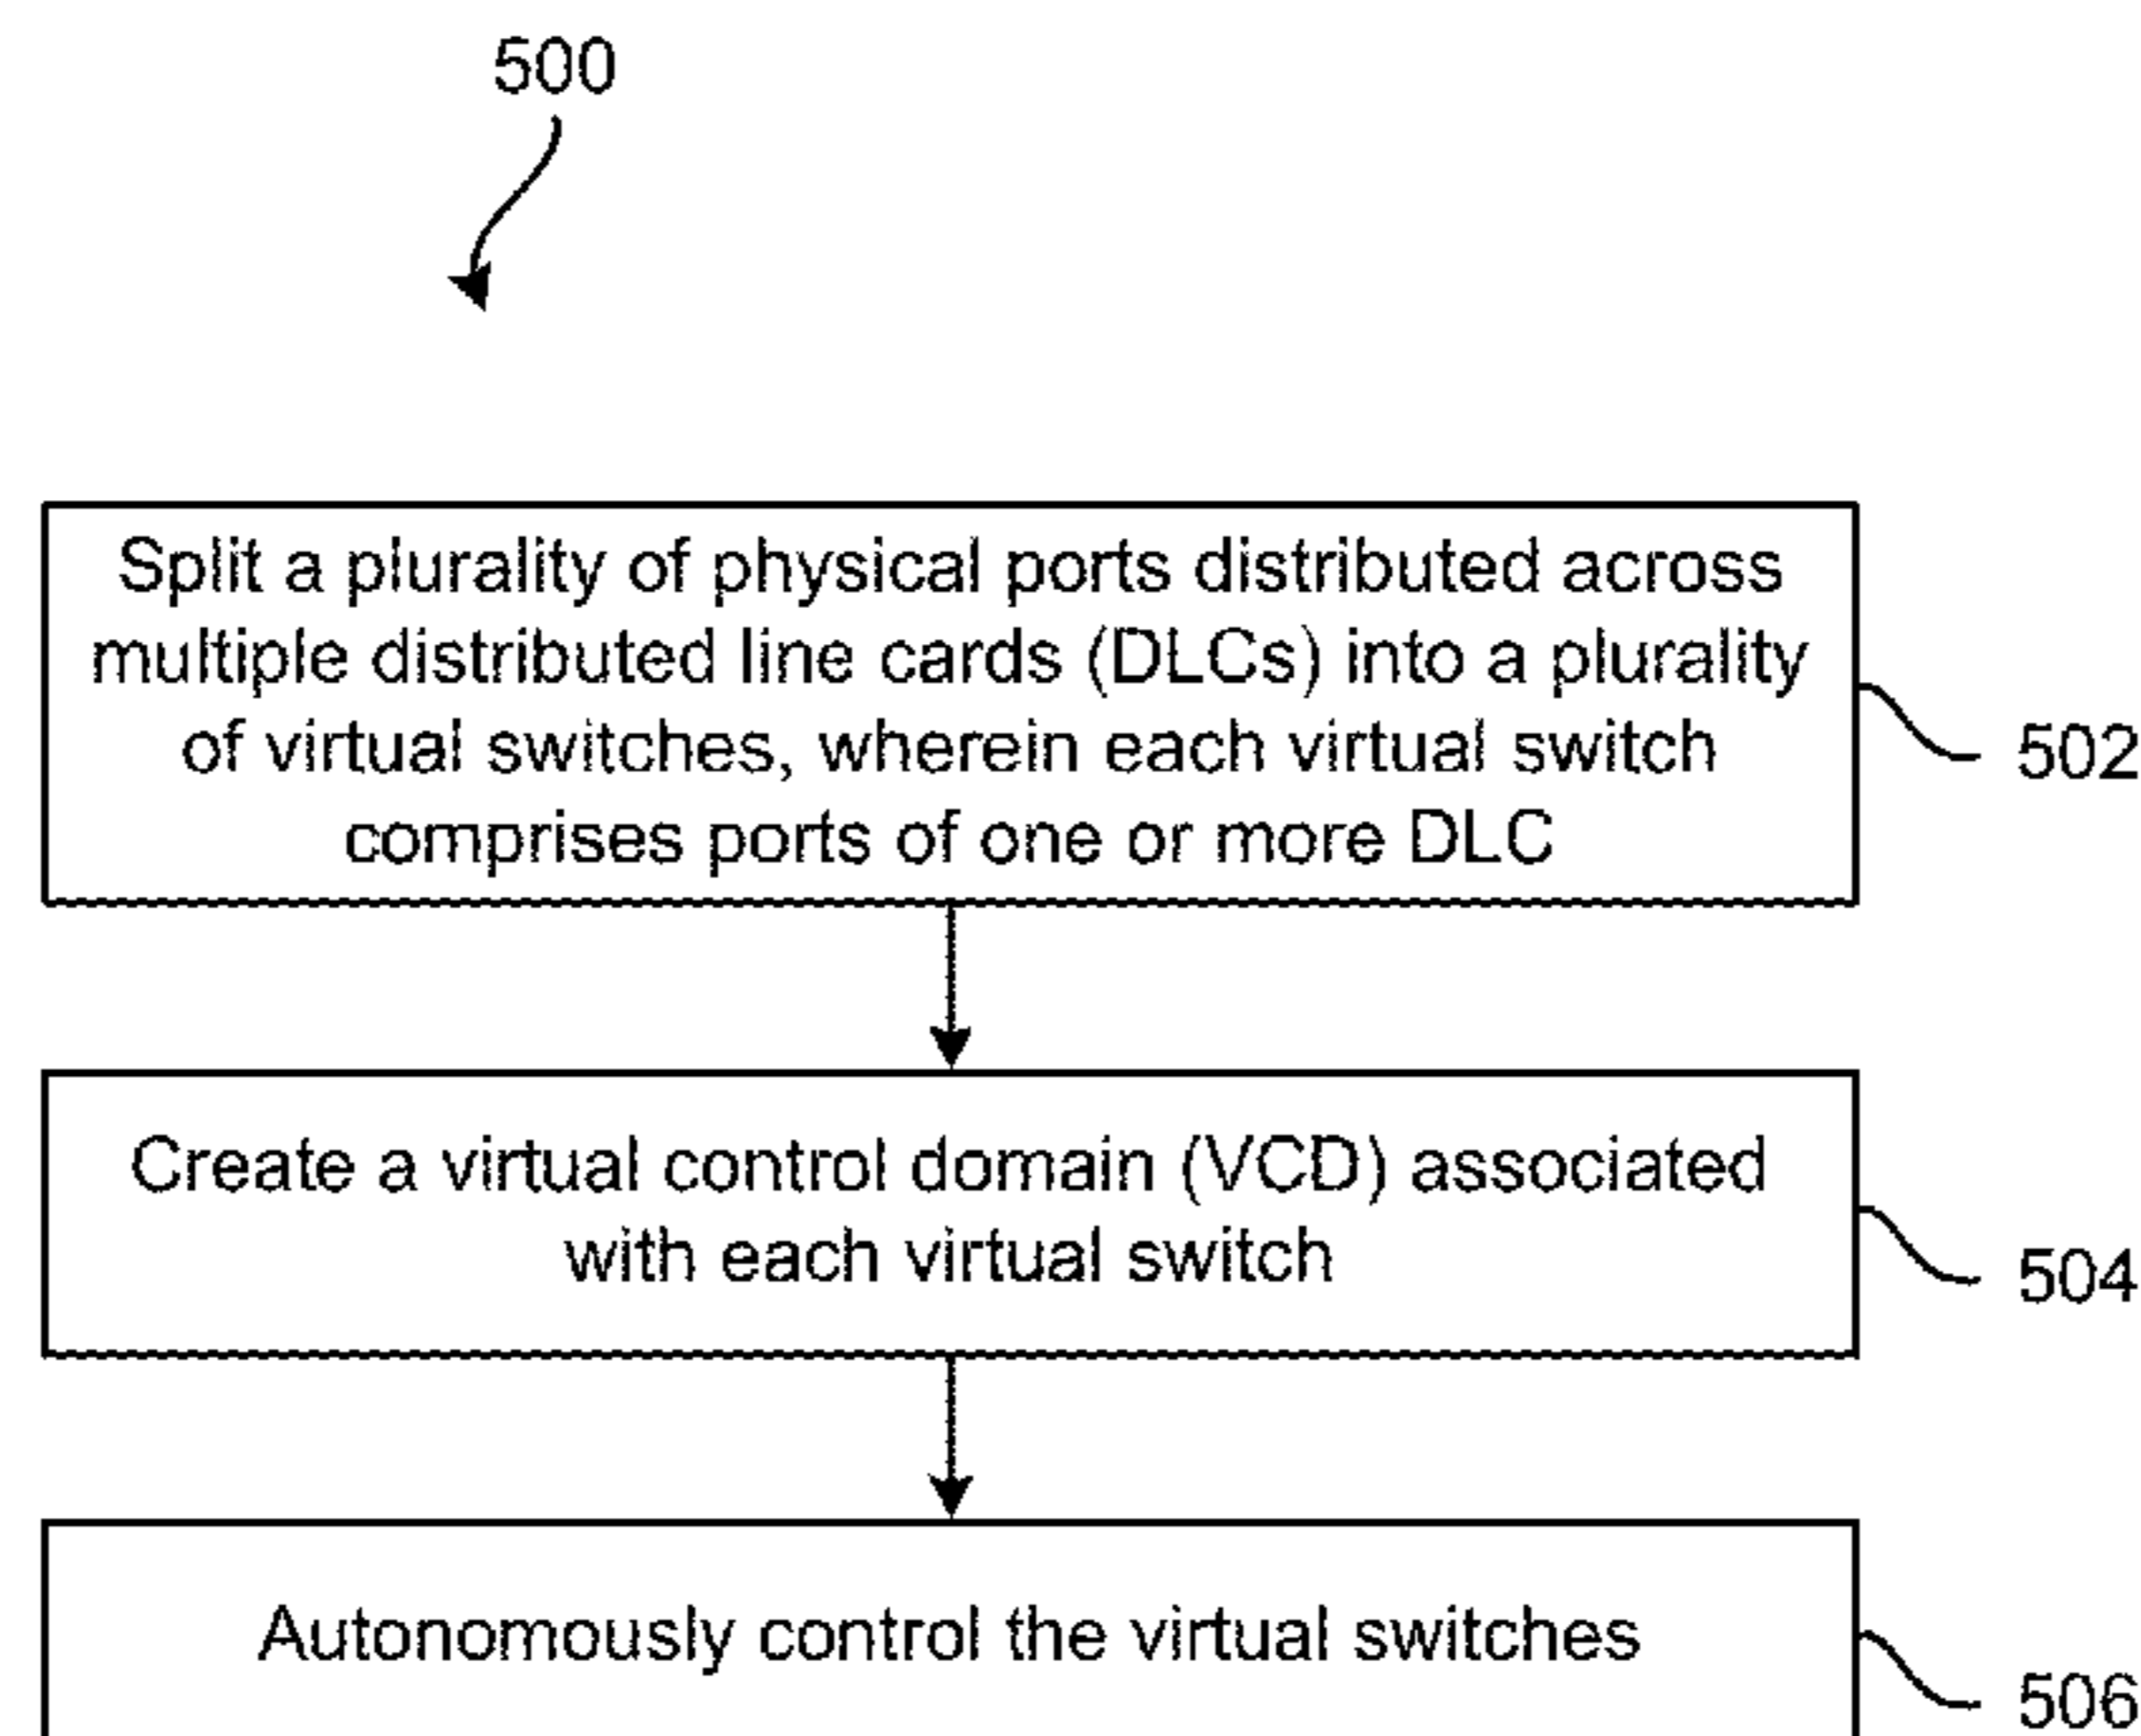 500
Split a plurality of physical ports distributed across
multiple distributed line cards (DLCs) into a plurality
of virtual switches, wherein each virtual switch
comprises ports of one or more DLC
502
Create a virtual control domain (VCD) associated
with each virtual switch
504
Autonomously control the virtual switches
506